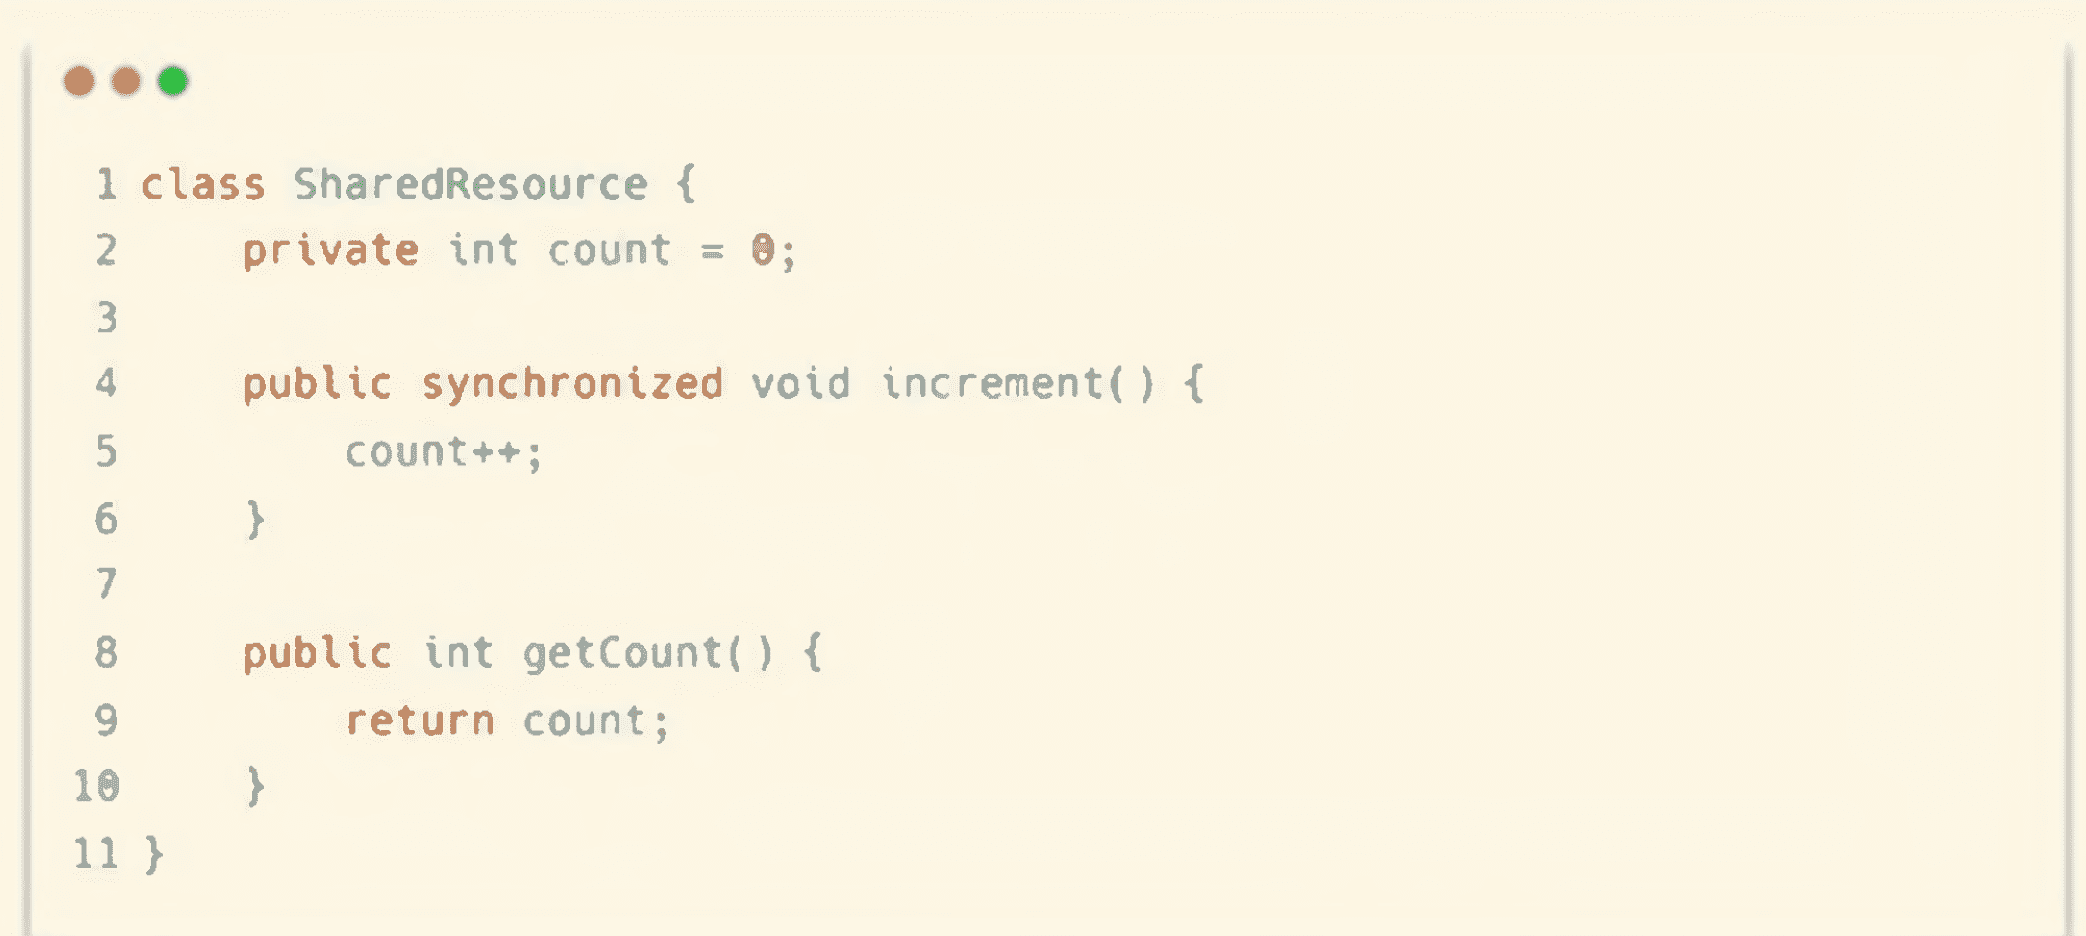 1 class SharedResource {
2     private int count = 0;
3
4     public synchronized void increment() {
5         count++;
6     }
7
8     public int getCount() {
9         return count;
10     }
11 }